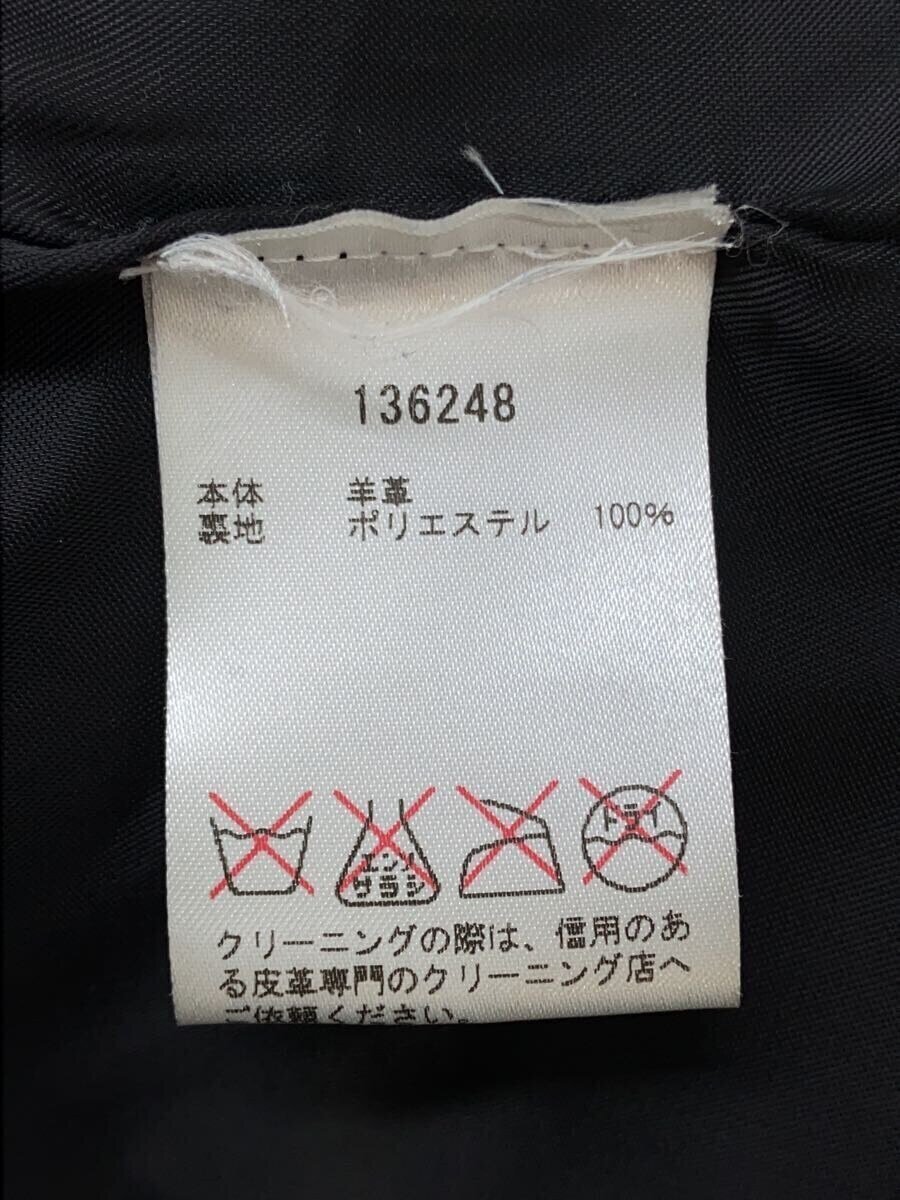 136248
本体 羊革
裏地 ポリエステル 100%
エンソ
サラシ
ドライ
クリーニングの際は、信用のあ
る皮革専門のクリーニング店へ
ご依頼ください。